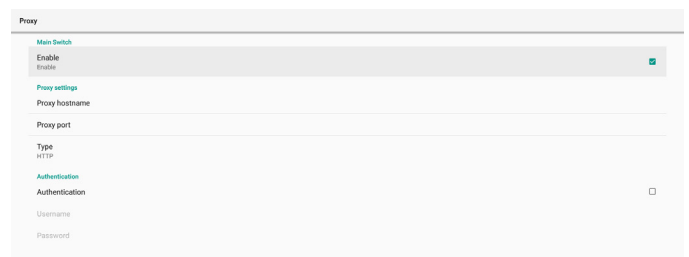 Proxy
Main Switch
Enable
Enable
Proxy settings
Proxy hostname
Proxy port
Type
HTTP
Authentication
Authentication
Username
Password